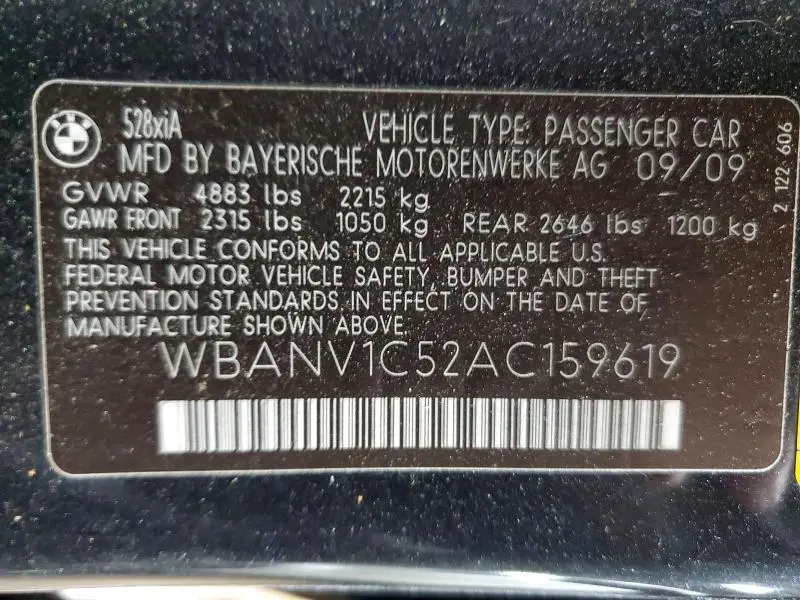 528xiA VEHICLE TYPE: PASSENGER CAR
MFD BY BAYERISCHE MOTORENWERKE AG 09/09
GVWR 4883 lbs 2215 kg
GAWR FRONT 2315 lbs 1050 kg REAR 2646 lbs 1200 kg
THIS VEHICLE CONFORMS TO ALL APPLICABLE U.S.
FEDERAL MOTOR VEHICLE SAFETY, BUMPER AND THEFT
PREVENTION STANDARDS IN EFFECT ON THE DATE OF
MANUFACTURE SHOWN ABOVE.
WBANV1C52AC159619
2 122 606